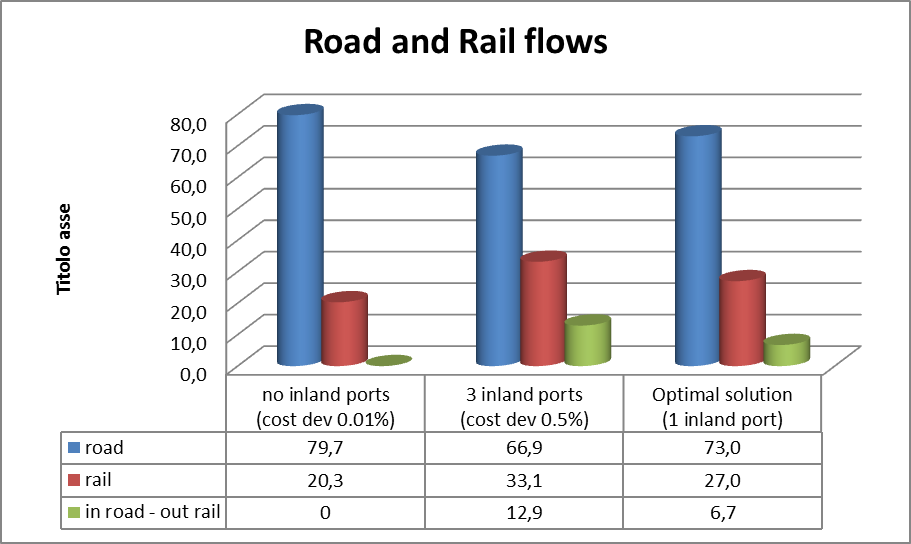 Road and Rail flows
Titolo asse
80,0
70,0
60,0
50,0
40,0
30,0
20,0
10,0
0,0
no inland ports 3 inland ports Optimal solution
(cost dev 0.01%) (cost dev 0.5%) (1 inland port)
road 79,7 66,9 73,0
rail 20,3 33,1 27,0
in road - out rail 0 12,9 6,7